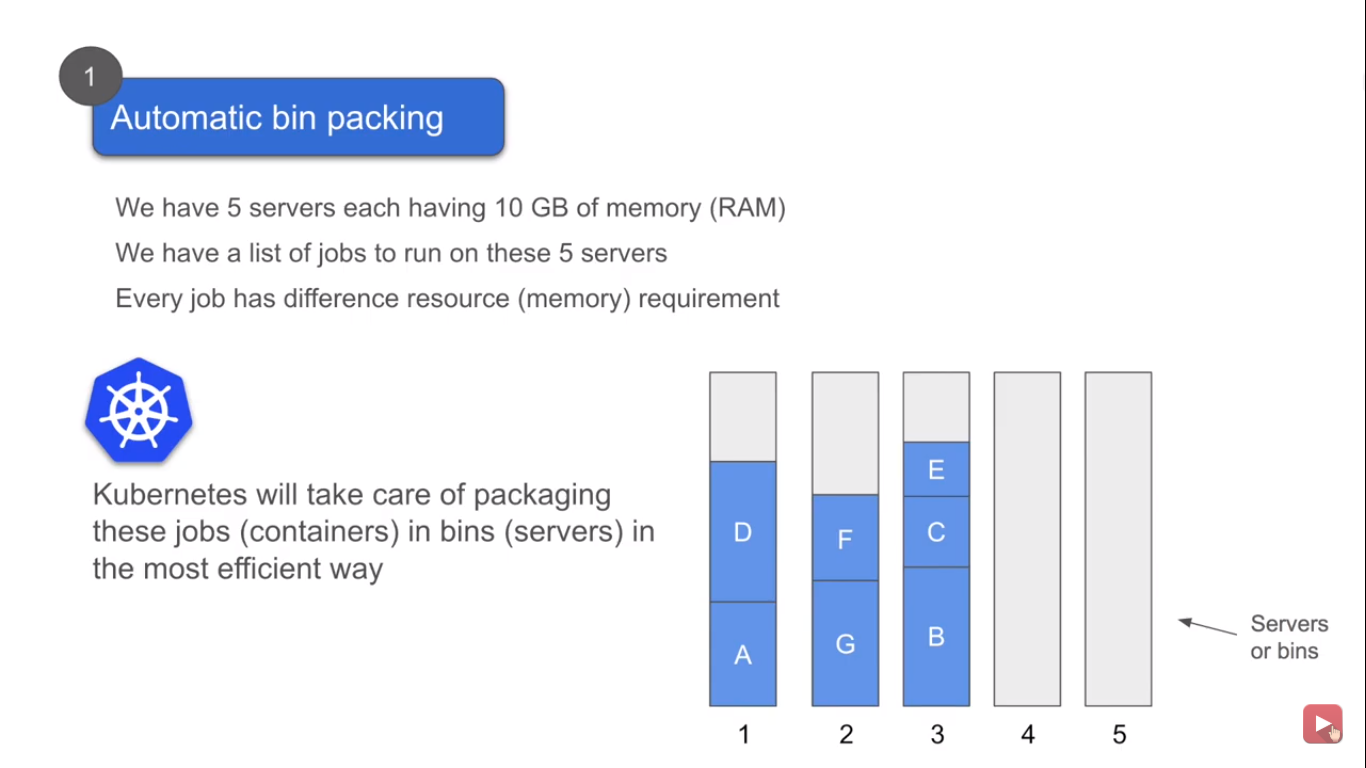 1
Automatic bin packing
We have 5 servers each having 10 GB of memory (RAM)
We have a list of jobs to run on these 5 servers
Every job has difference resource (memory) requirement
Kubernetes will take care of packaging
these jobs (containers) in bins (servers) in
the most efficient way
E
D
F
C
A
G
B
Servers
or bins
1
2
3
4
5